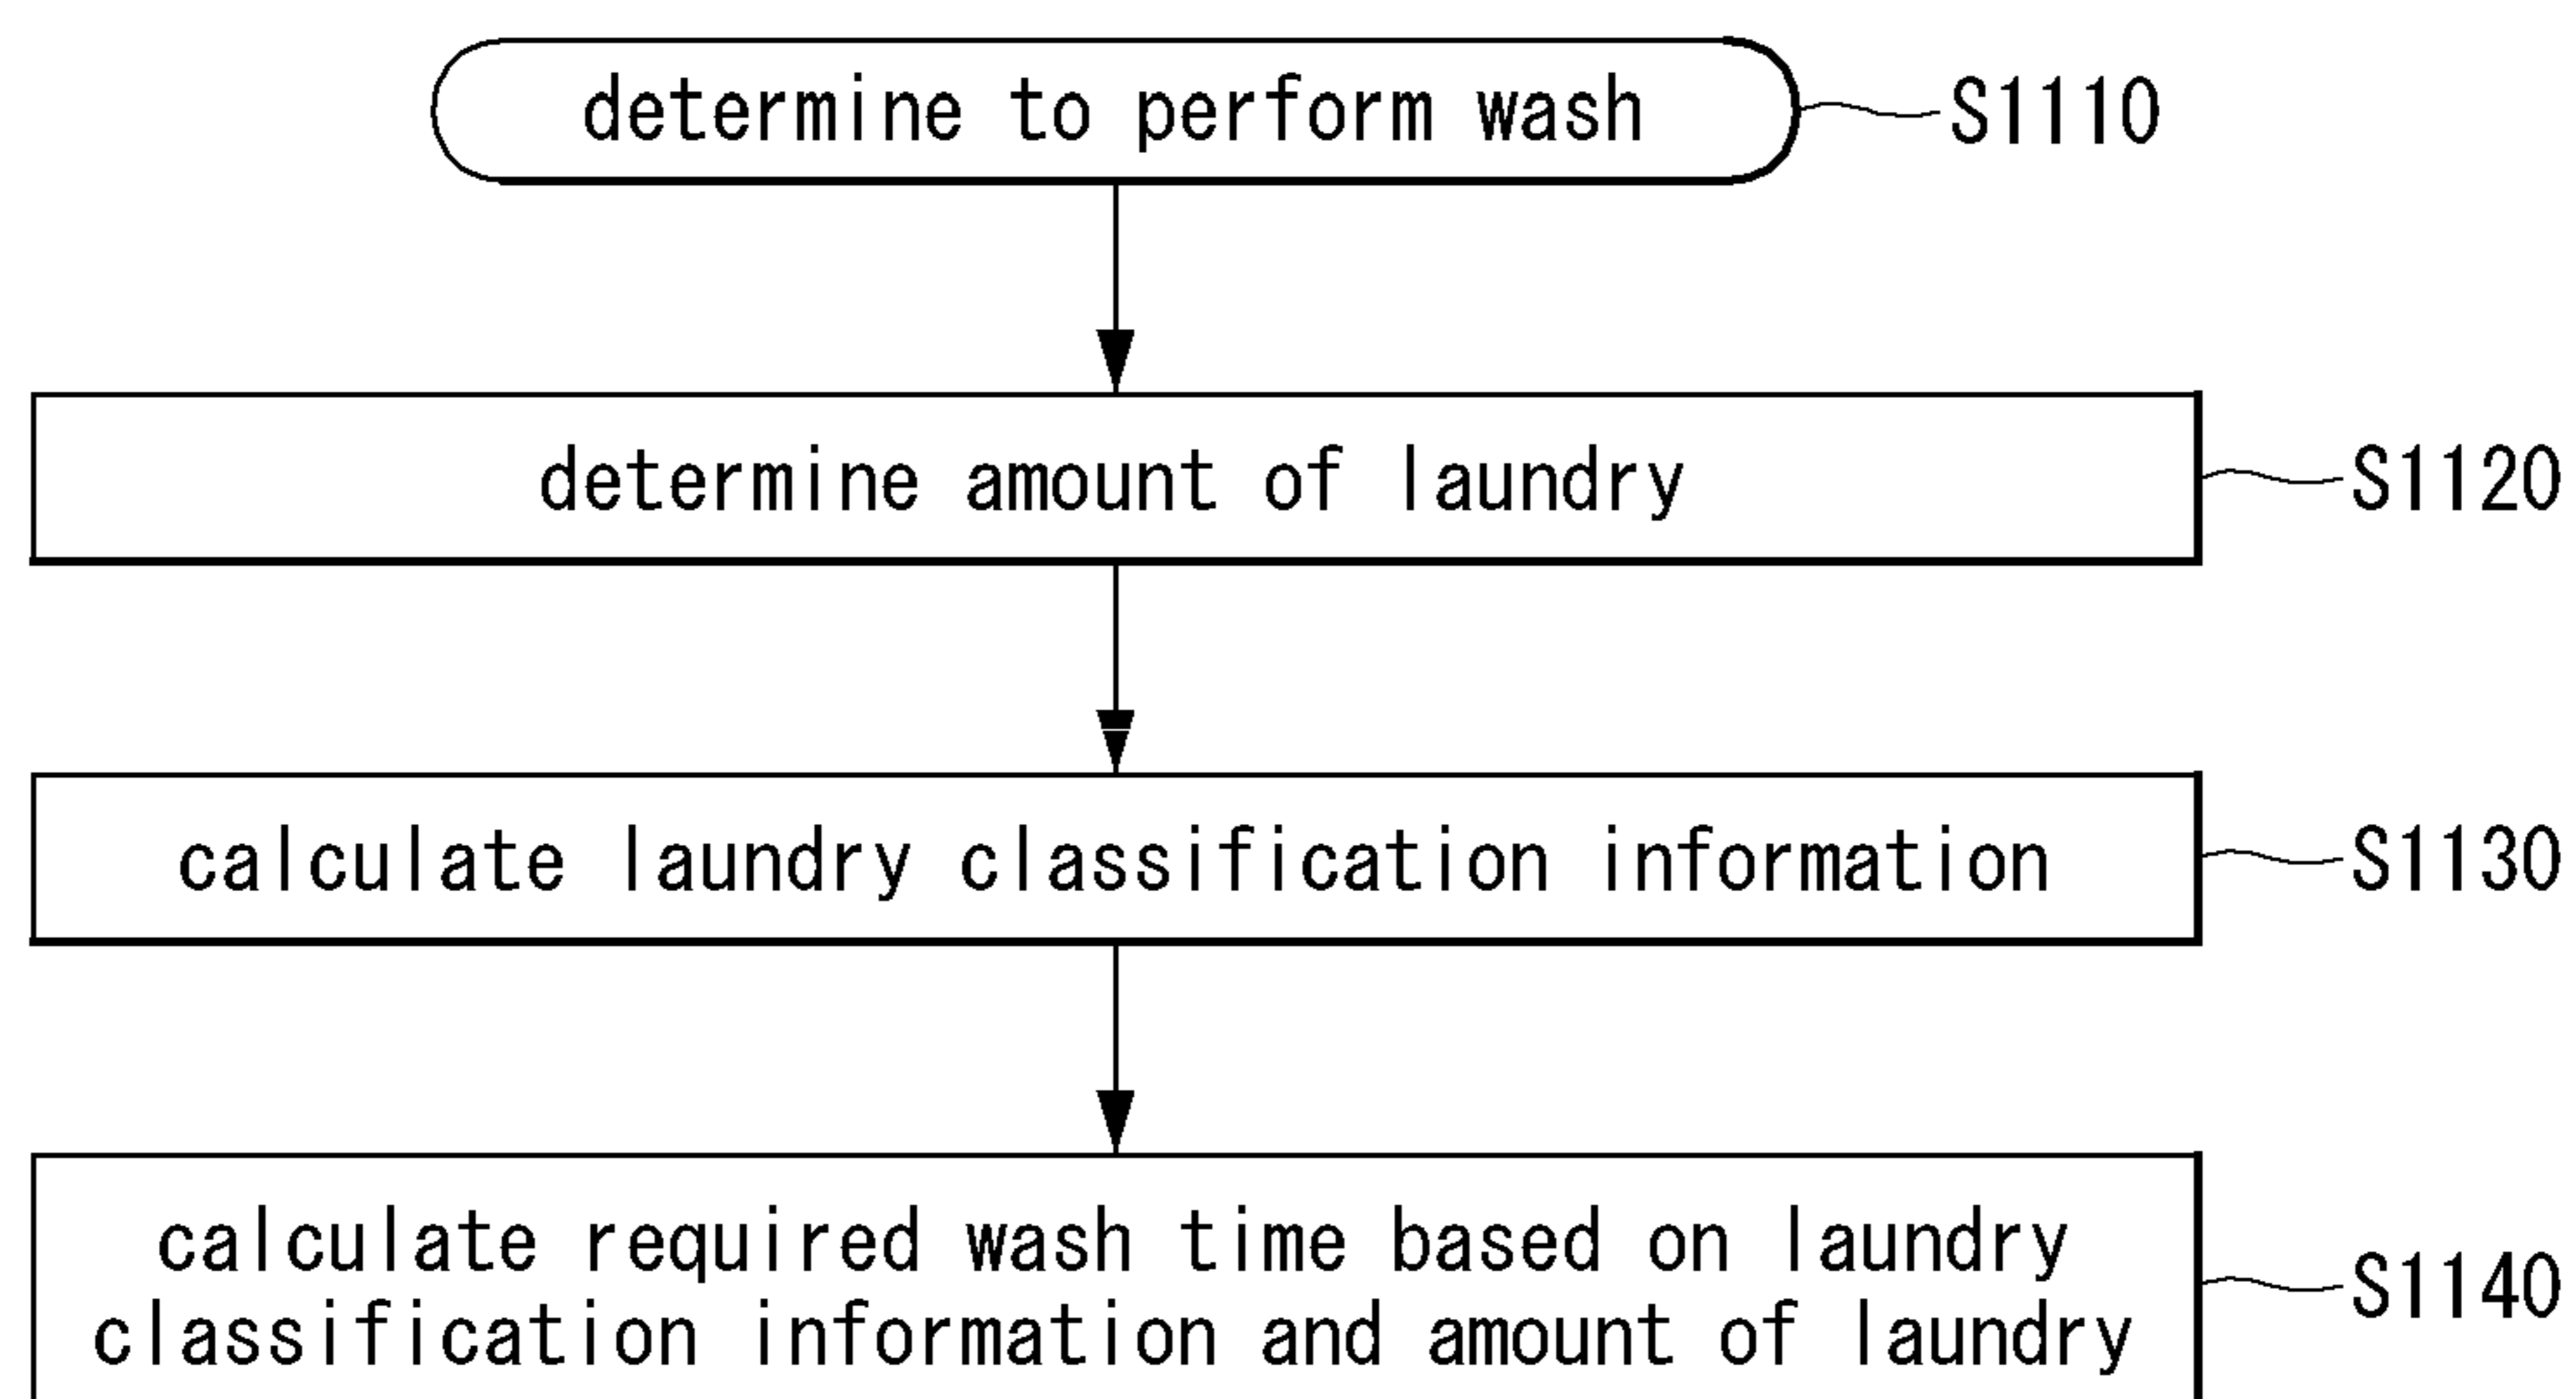 determine to perform wash
S1110
determine amount of laundry
S1120
calculate laundry classification information
S1130
calculate required wash time based on laundry
classification information and amount of laundry
S1140